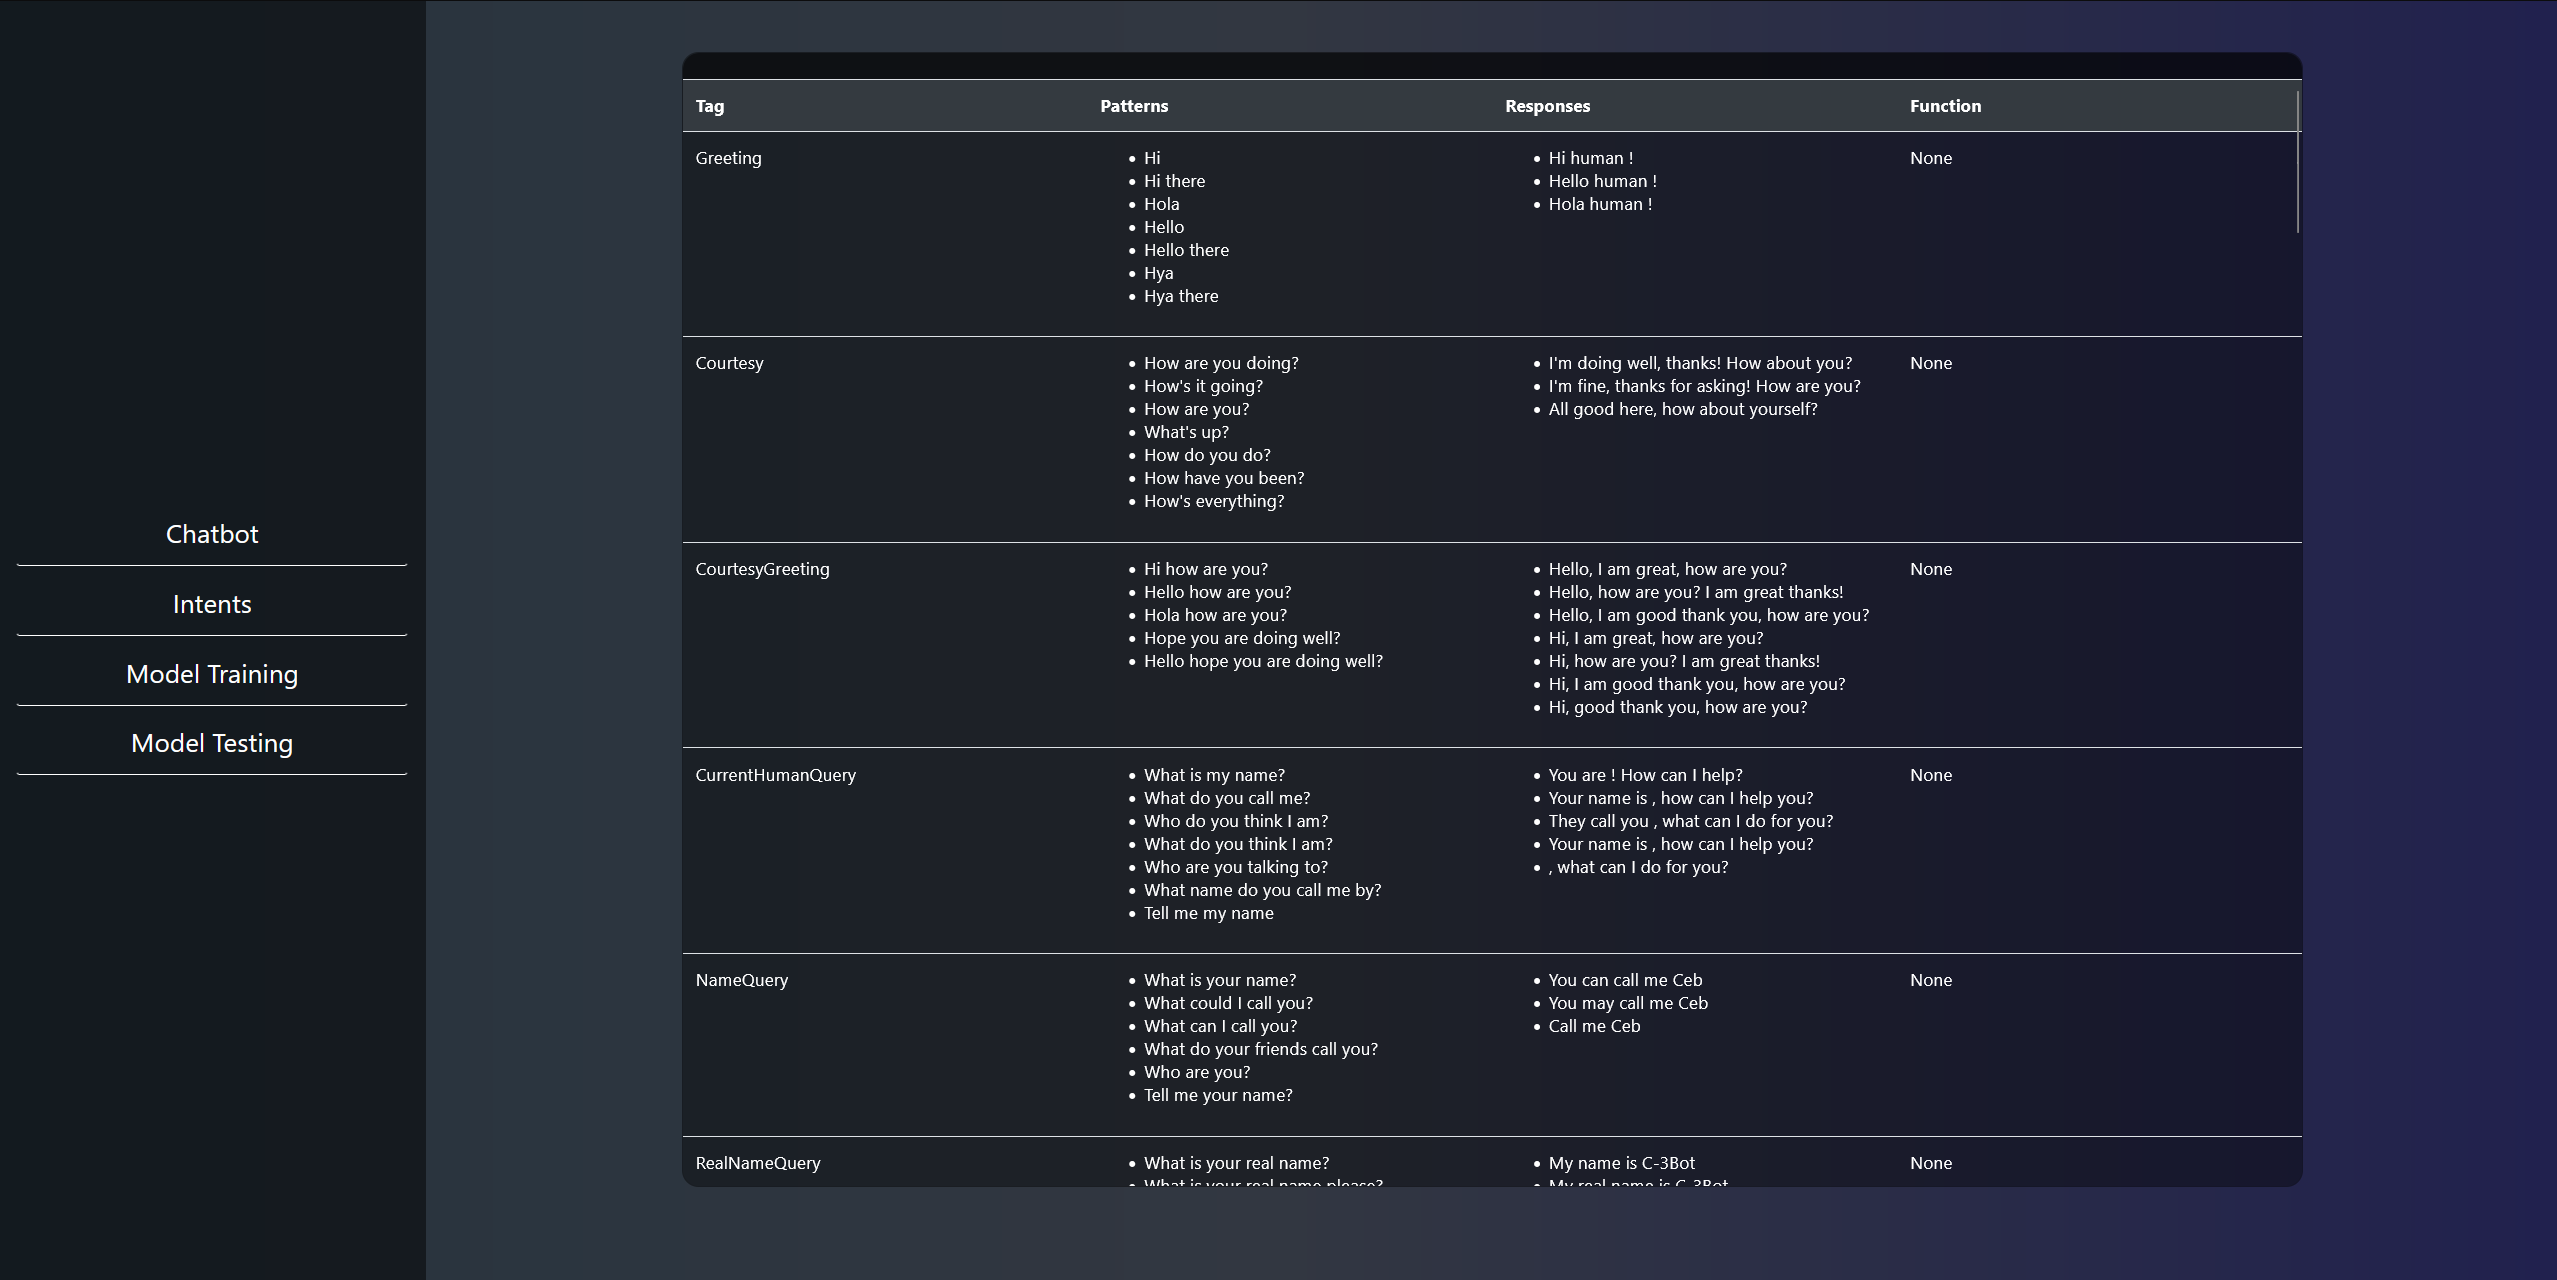 Chatbot
Intents
Model Training
Model Testing
Tag Patterns Responses Function
Greeting
• Hi
• Hi there
• Hola
• Hello
• Hello there
• Hya
• Hya there
• Hi human !
• Hello human !
• Hola human !
None
Courtesy
• How are you doing?
• How's it going?
• How are you?
• What's up?
• How do you do?
• How have you been?
• How's everything?
• I'm doing well, thanks! How about you?
• I'm fine, thanks for asking! How are you?
• All good here, how about yourself?
None
CourtesyGreeting
• Hi how are you?
• Hello how are you?
• Hola how are you?
• Hope you are doing well?
• Hello hope you are doing well?
• Hello, I am great, how are you?
• Hello, how are you? I am great thanks!
• Hello, I am good thank you, how are you?
• Hi, I am great, how are you?
• Hi, how are you? I am great thanks!
• Hi, I am good thank you, how are you?
• Hi, good thank you, how are you?
None
CurrentHumanQuery
• What is my name?
• What do you call me?
• Who do you think I am?
• What do you think I am?
• Who are you talking to?
• What name do you call me by?
• Tell me my name
• You are ! How can I help?
• Your name is , how can I help you?
• They call you , what can I do for you?
• Your name is , how can I help you?
• , what can I do for you?
None
NameQuery
• What is your name?
• What could I call you?
• What can I call you?
• What do your friends call you?
• Who are you?
• Tell me your name?
• You can call me Ceb
• You may call me Ceb
• Call me Ceb
None
RealNameQuery
• What is your real name?
• What is your real name please?
• My name is C-3Bot
• My real name is C-3Bot
None